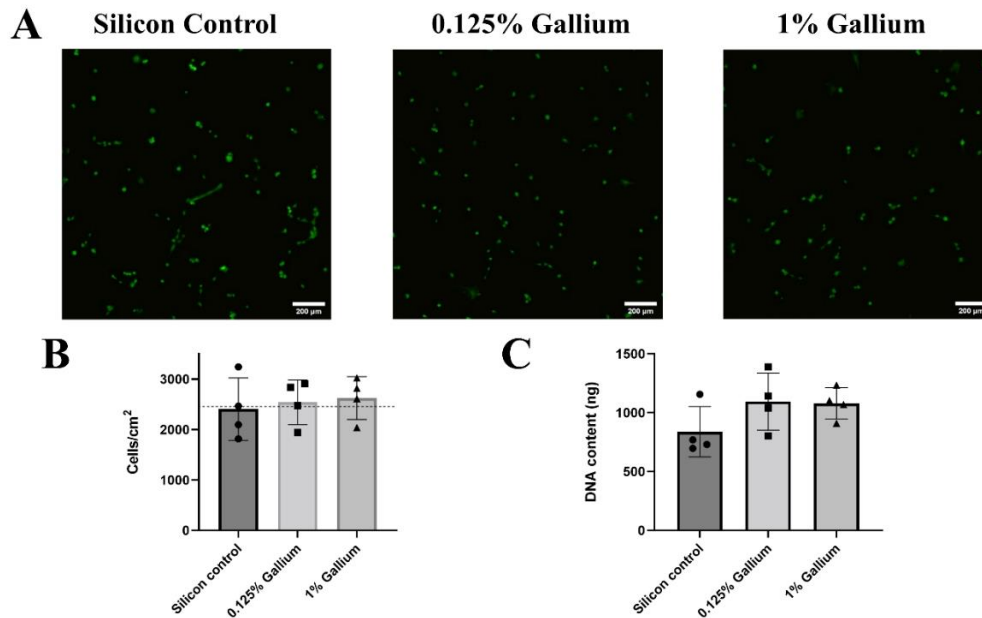 A
Silicon Control
0.125% Gallium
1% Gallium
200 µm
200 µm
200 µm
B
Cells/cm²
3000
2000
1000
0
Silicon control
0.125% Gallium
1% Gallium
C
DNA content (ng)
1500
1000
500
0
Silicon control
0.125% Gallium
1% Gallium